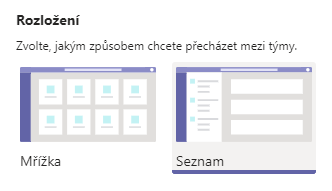 Rozložení
Zvolte, jakým způsobem chcete přecházet mezi týmy.
Mřížka
Seznam